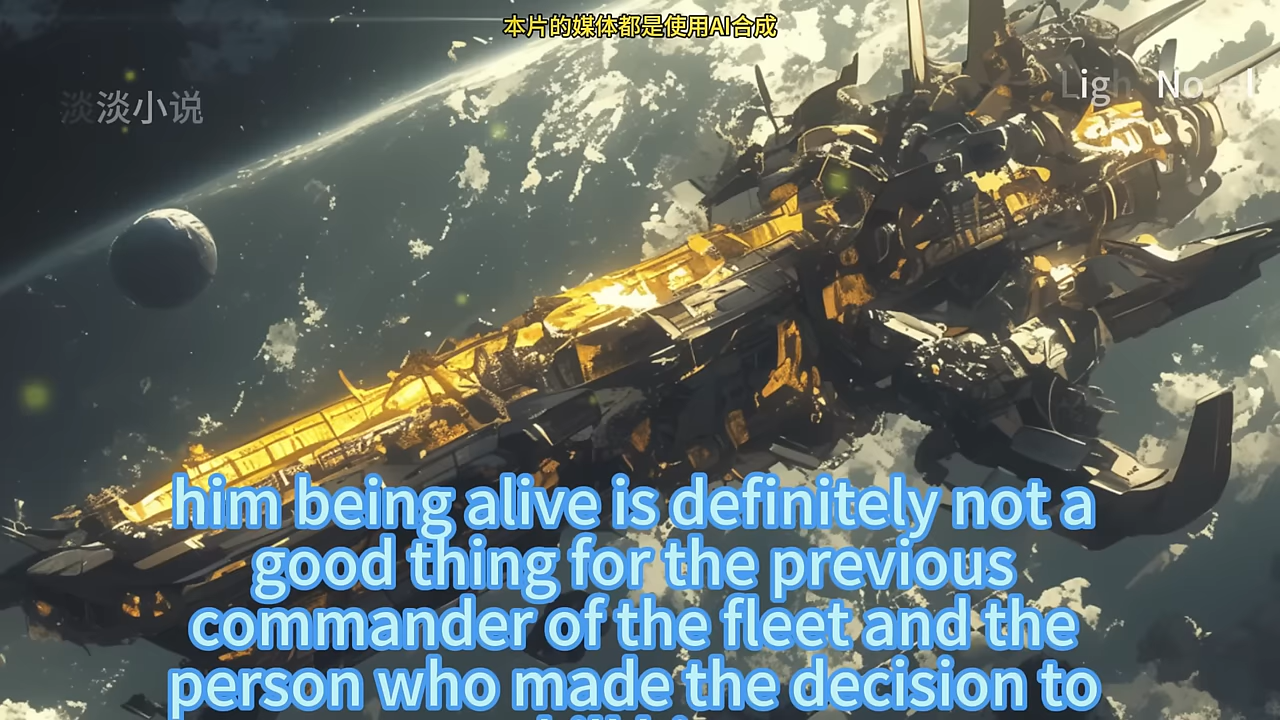 本片的媒体都是使用AI合成
淡淡小说
him being alive is definitely not a
good thing for the previous
commander of the fleet and the
person who made the decision to